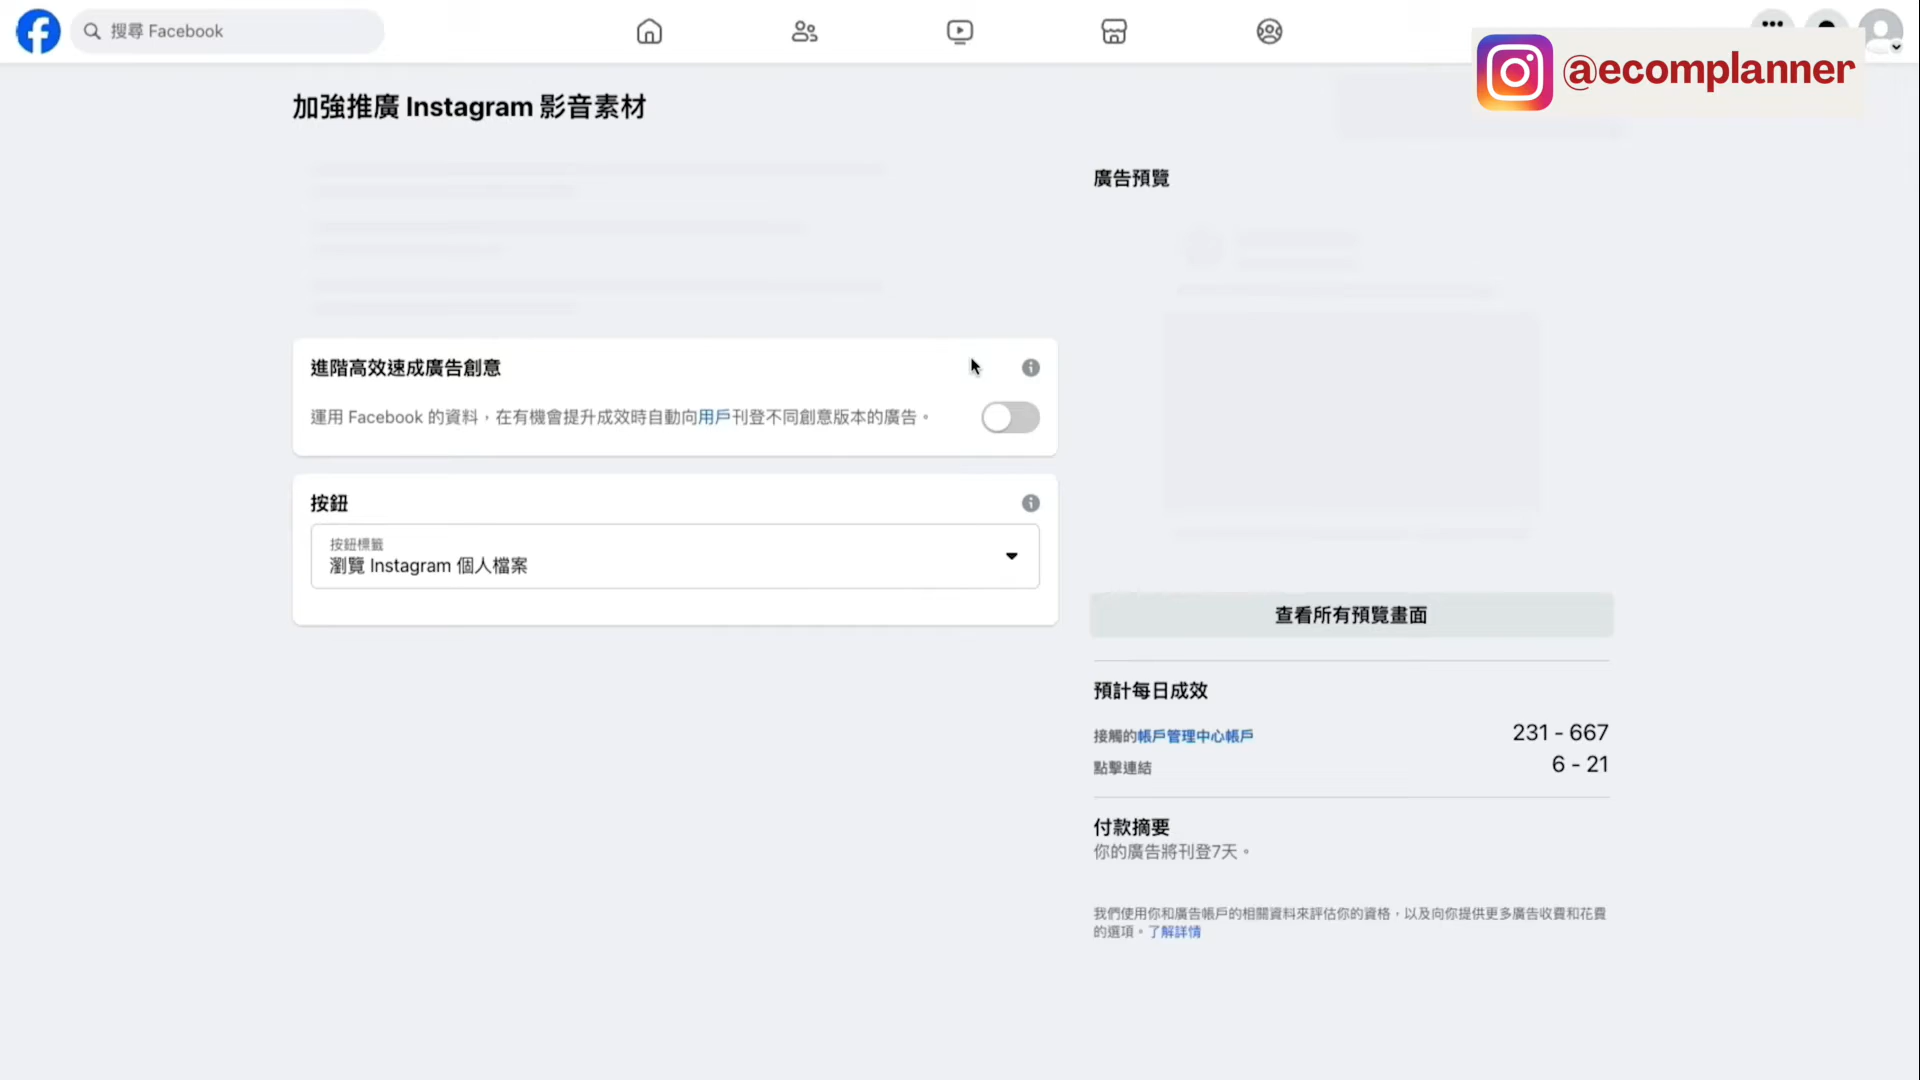 搜尋 Facebook
@ecomplanner
加強推廣 Instagram 影音素材
廣告預覽
進階高效速成廣告創意
運用 Facebook 的資料，在有機會提升成效時自動向用戶刊登不同創意版本的廣告。
按鈕
按鈕標籤
瀏覽 Instagram 個人檔案
查看所有預覽畫面
預計每日成效
接觸的帳戶管理中心帳戶 231 - 667
點擊連結 6 - 21
付款摘要
你的廣告將刊登7天。
我們使用你和廣告帳戶的相關資料來評估你的資格，以及向你提供更多廣告收費和花費
的選項。了解詳情